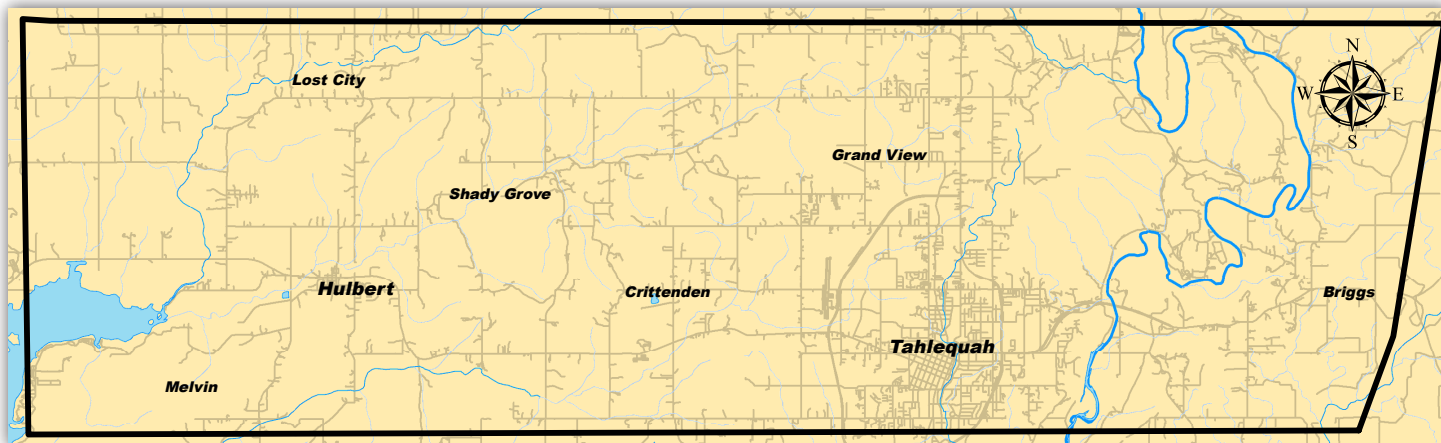 N
Lost City
W
E
S
Grand View
Shady Grove
Hulbert
Crittenden
Briggs
Tahlequah
Melvin